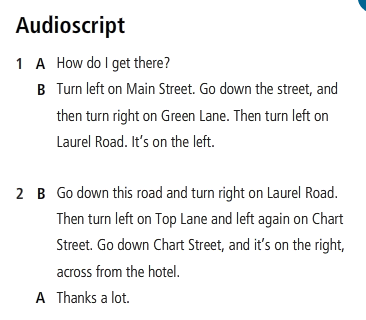 Audioscript
1 A How do I get there?
B Turn left on Main Street. Go down the street, and
then turn right on Green Lane. Then turn left on
Laurel Road. It's on the left.
2 B Go down this road and turn right on Laurel Road.
Then turn left on Top Lane and left again on Chart
Street. Go down Chart Street, and it's on the right,
across from the hotel.
A Thanks a lot.